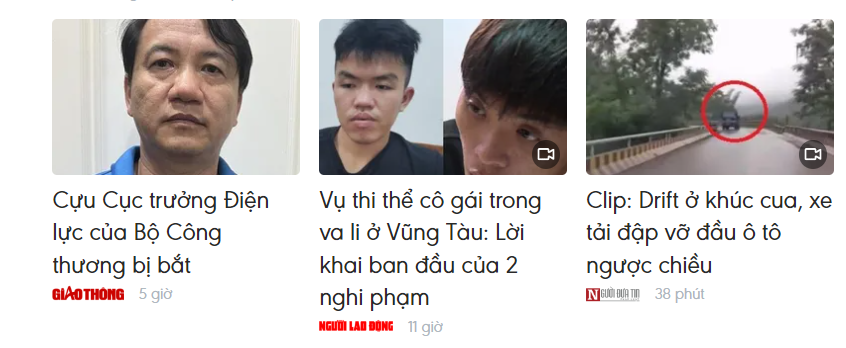 Cựu Cục trưởng Điện
lực của Bộ Công
thương bị bắt
GIAO THÔNG 5 giờ
Vụ thi thể cô gái trong
va li ở Vũng Tàu: Lời
khai ban đầu của 2
nghi phạm
NGƯỜI LAO ĐỘNG 11 giờ
Clip: Drift ở khúc cua, xe
tải đập vỡ đầu ô tô
ngược chiều
NGƯỜI ĐƯA TIN 38 phút